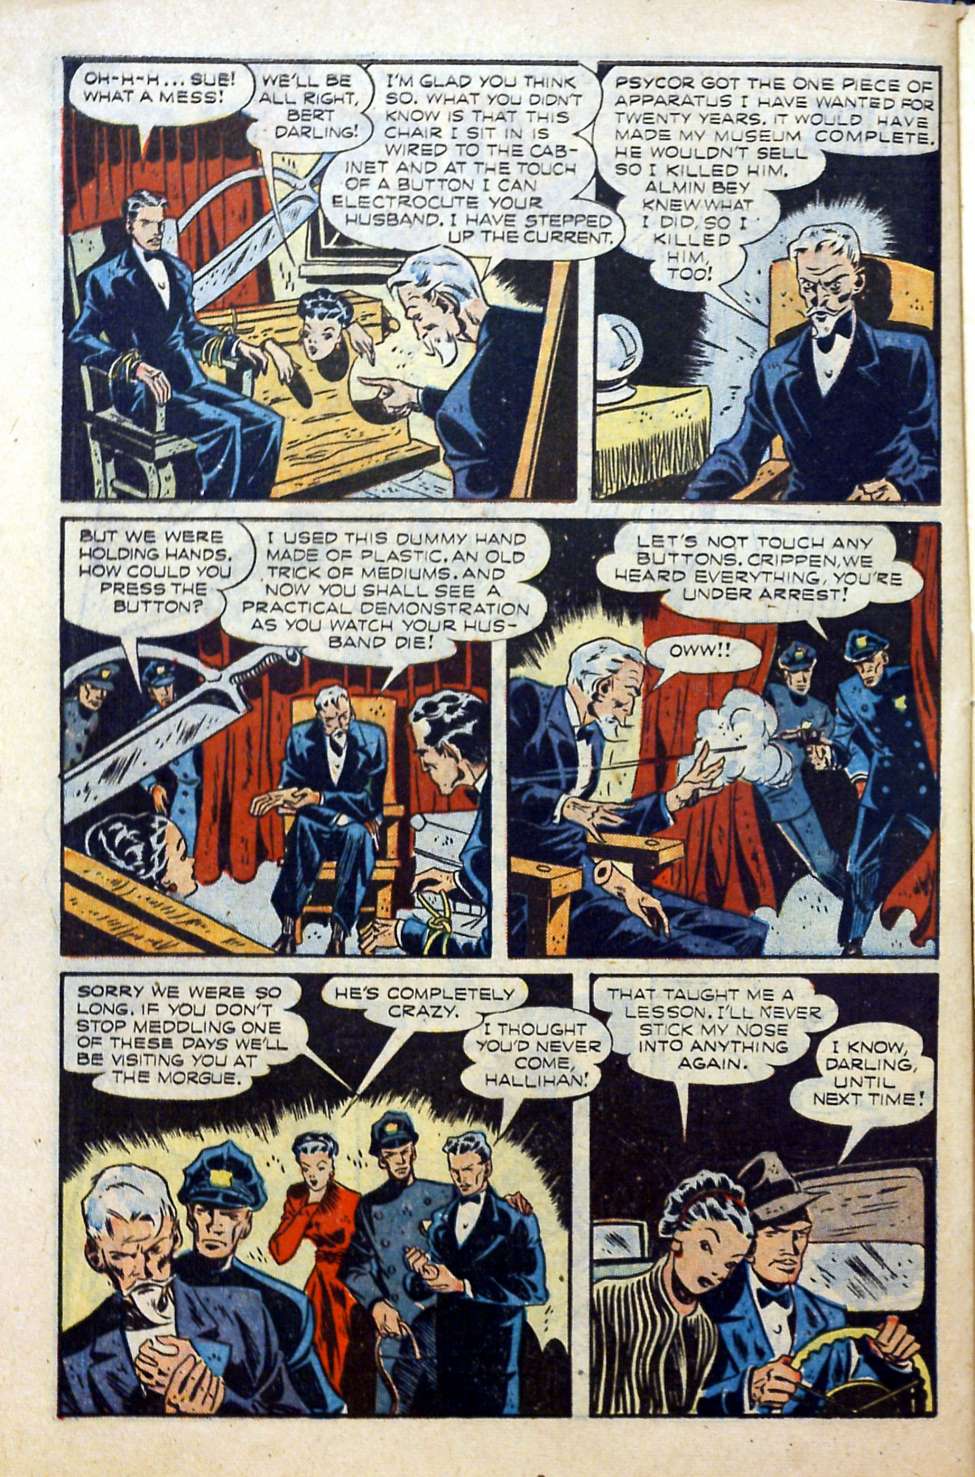 OH-H-H... SUE!
WHAT A MESS!
WE'LL BE
ALL RIGHT,
BERT
DARLING!
I'M GLAD YOU THINK
SO. WHAT YOU DIDN'T
KNOW IS THAT THIS
CHAIR I SIT IN IS
WIRED TO THE CAB-
INET AND AT THE TOUCH
OF A BUTTON I CAN
ELECTROCUTE YOUR
HUSBAND. I HAVE STEPPED
UP THE CURRENT.
PSYCOR GOT THE ONE PIECE OF
APPARATUS I HAVE WANTED FOR
TWENTY YEARS. IT WOULD HAVE
MADE MY MUSEUM COMPLETE.
HE WOULDN'T SELL
SO I KILLED HIM.
ALMIN BEY
KNEW WHAT
I DID, SO I
KILLED
HIM,
TOO!
BUT WE WERE
HOLDING HANDS.
HOW COULD YOU
PRESS THE
BUTTON?
I USED THIS DUMMY HAND
MADE OF PLASTIC. AN OLD
TRICK OF MEDIUMS. AND
NOW YOU SHALL SEE A
PRACTICAL DEMONSTRATION
AS YOU WATCH YOUR HUS-
BAND DIE!
LET'S NOT TOUCH ANY
BUTTONS. CRIPPEN, WE
HEARD EVERYTHING, YOU'RE
UNDER ARREST!
OWW!!
SORRY WE WERE SO
LONG. IF YOU DON'T
STOP MEDDLING ONE
OF THESE DAYS WE'LL
BE VISITING YOU AT
THE MORGUE.
HE'S COMPLETELY
CRAZY.
I THOUGHT
YOU'D NEVER
COME,
HALLIHAN!
THAT TAUGHT ME A
LESSON. I'LL NEVER
STICK MY NOSE
INTO ANYTHING
AGAIN.
I KNOW,
DARLING,
UNTIL
NEXT TIME!